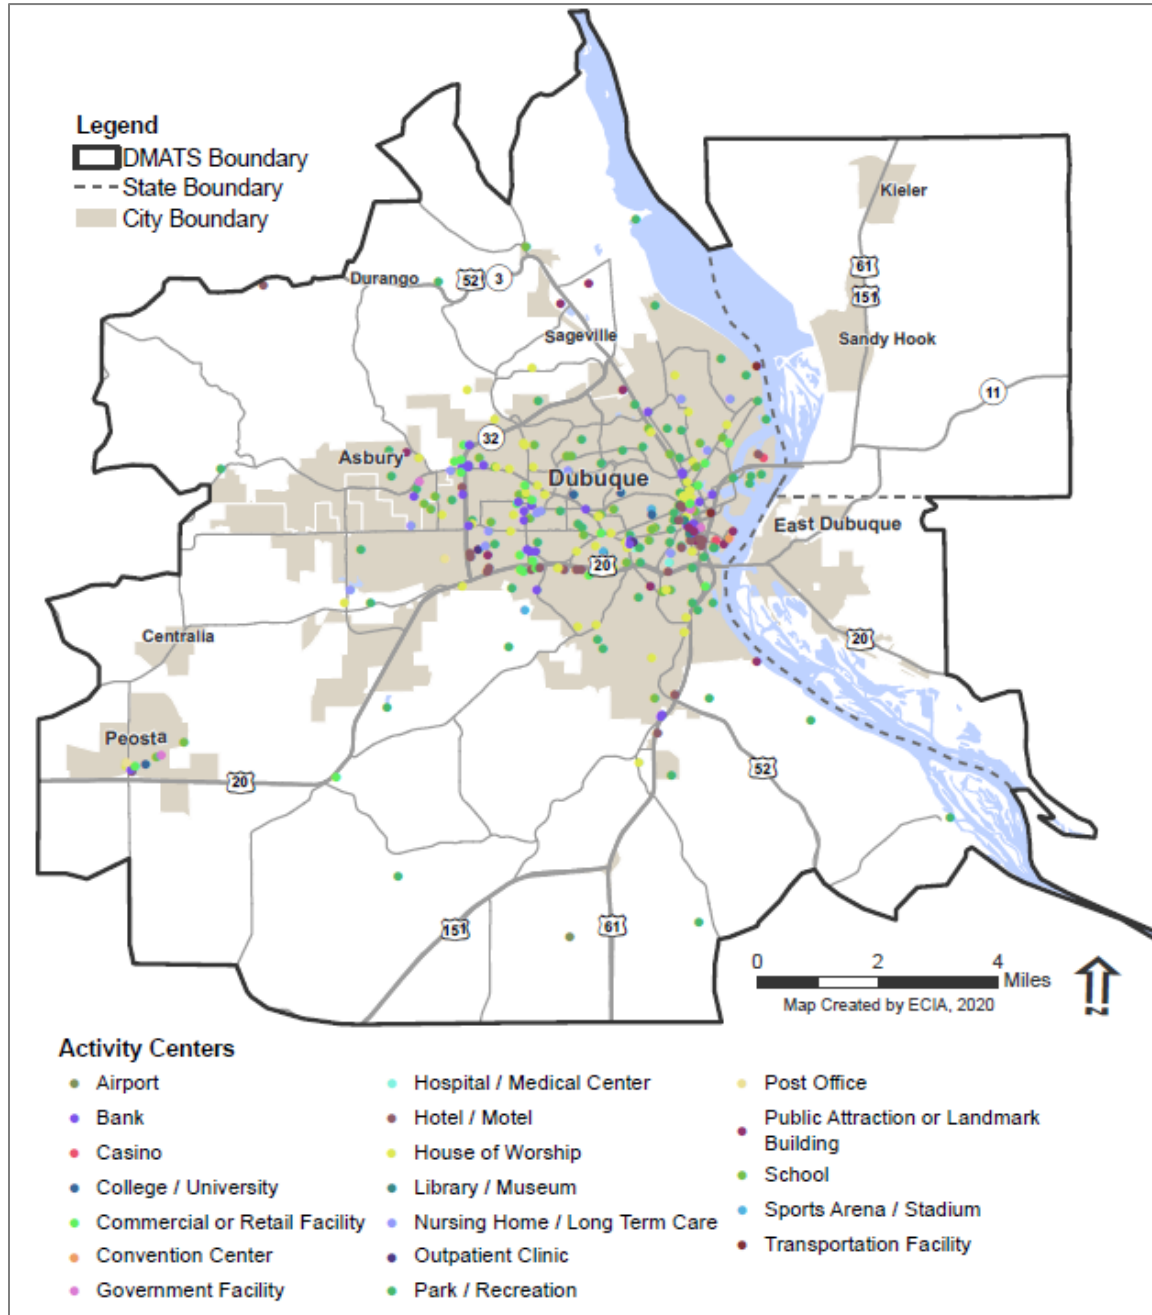 Legend
DMATS Boundary
State Boundary
City Boundary
Kieler
61
151
Durango
52
3
Sageville
Sandy Hook
11
32
Asbury
Dubuque
East Dubuque
20
20
Centralia
Peosta
20
52
151
61
0 2 4
Miles
Map Created by ECIA, 2020
N
Activity Centers
Airport
Bank
Casino
College / University
Commercial or Retail Facility
Convention Center
Government Facility
Hospital / Medical Center
Hotel / Motel
House of Worship
Library / Museum
Nursing Home / Long Term Care
Outpatient Clinic
Park / Recreation
Post Office
Public Attraction or Landmark
Building
School
Sports Arena / Stadium
Transportation Facility